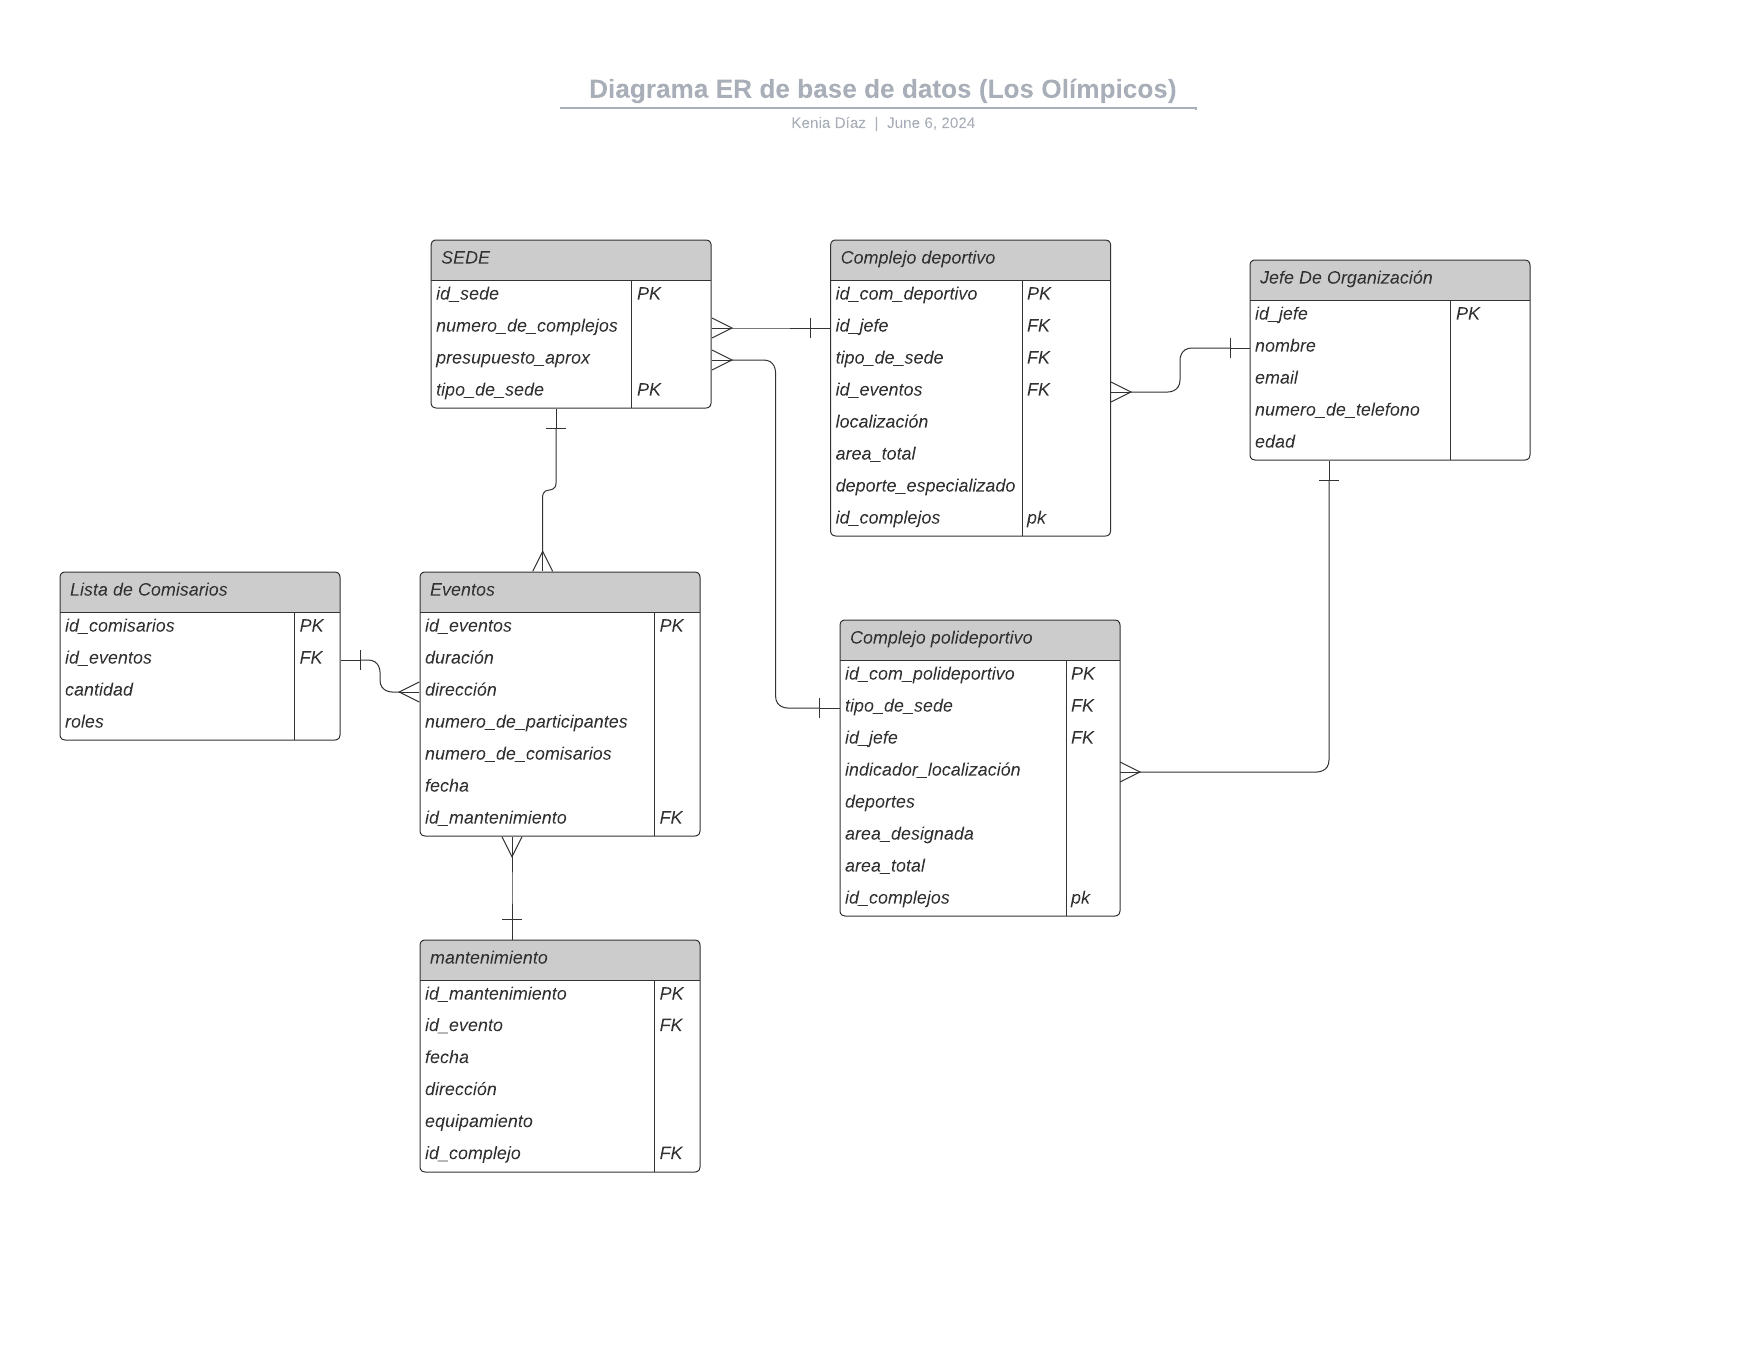 Diagrama ER de base de datos (Los Olímpicos)
Kenia Díaz | June 6, 2024
SEDE
id_sede PK
numero_de_complejos
presupuesto_aprox
tipo_de_sede PK
Complejo deportivo
id_com_deportivo PK
id_jefe FK
tipo_de_sede FK
id_eventos FK
localización
area_total
deporte_especializado
id_complejos pk
Jefe De Organización
id_jefe PK
nombre
email
numero_de_telefono
edad
Lista de Comisarios
id_comisarios PK
id_eventos FK
cantidad
roles
Eventos
id_eventos PK
duración
dirección
numero_de_participantes
numero_de_comisarios
fecha
id_mantenimiento FK
Complejo polideportivo
id_com_polideportivo PK
tipo_de_sede FK
id_jefe FK
indicador_localización
deportes
area_designada
area_total
id_complejos pk
mantenimiento
id_mantenimiento PK
id_evento FK
fecha
dirección
equipamiento
id_complejo FK